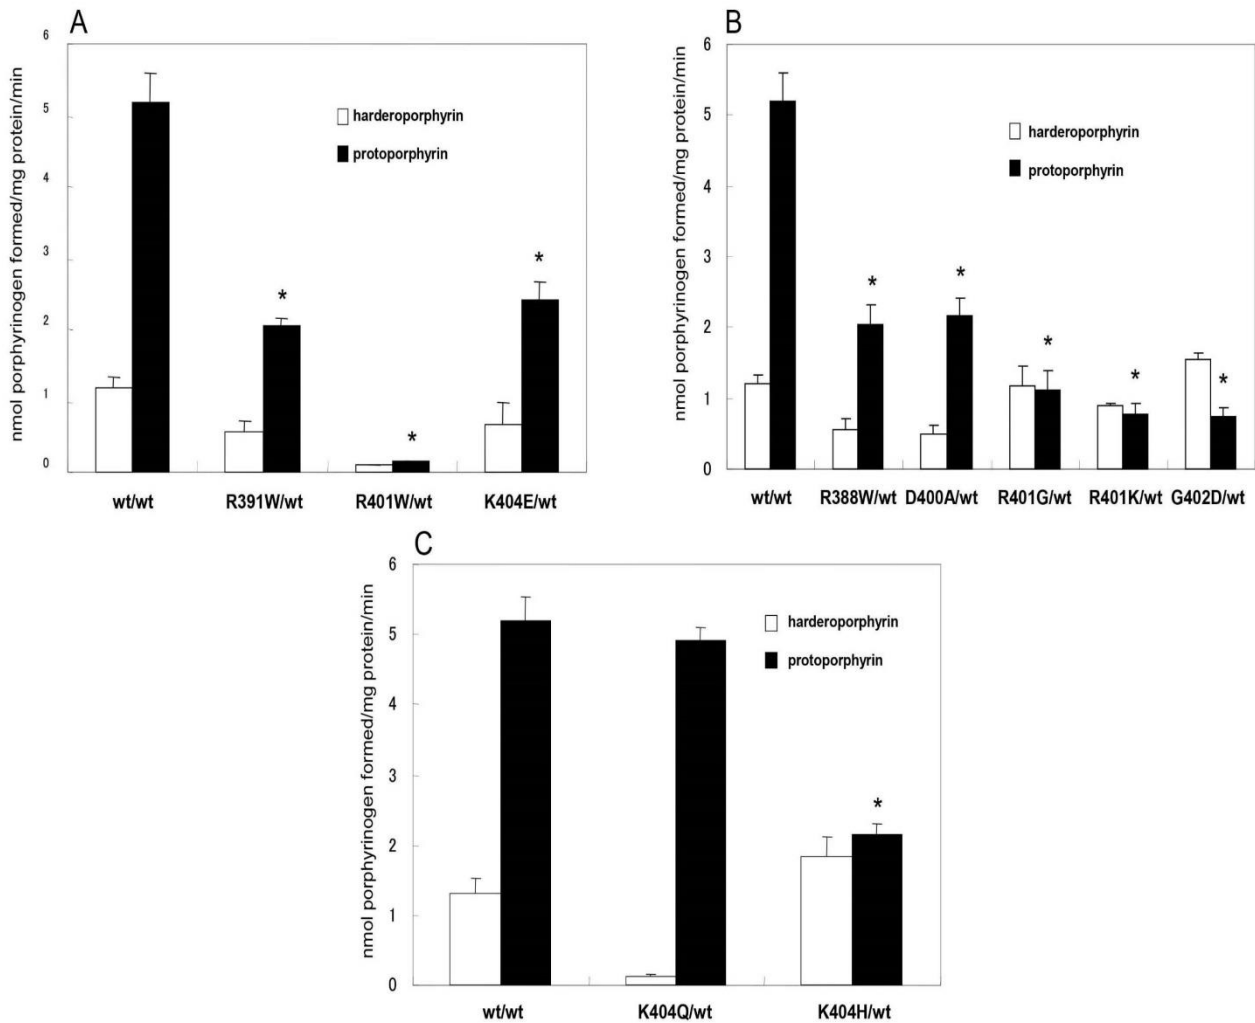 A
nmol porphyrinogen formed/mg protein/min
6
5
4
3
2
1
0
harderoporphyrin
protoporphyrin
*
*
*
wt/wt R391W/wt R401W/wt K404E/wt
B
nmol porphyrinogen formed/mg protein/min
6
5
4
3
2
1
0
harderoporphyrin
protoporphyrin
*
*
*
*
*
wt/wt R388W/wt D400A/wt R401G/wt R401K/wt G402D/wt
C
nmol porphyrinogen formed/mg protein/min
6
5
4
3
2
1
0
harderoporphyrin
protoporphyrin
*
wt/wt K404Q/wt K404H/wt